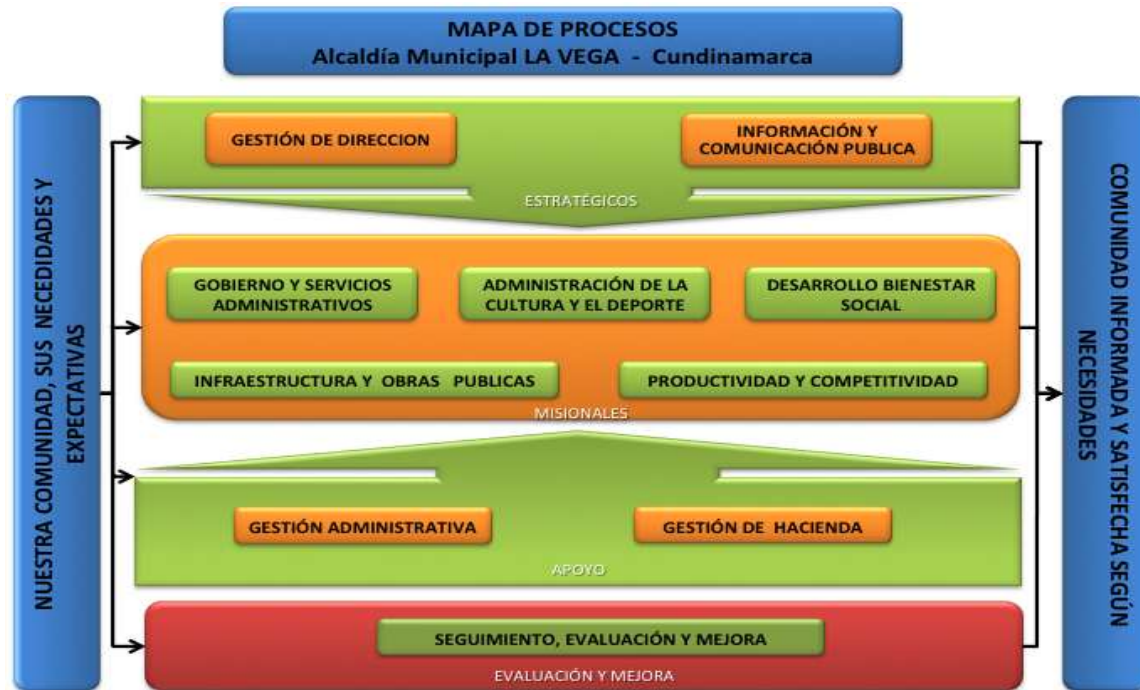 MAPA DE PROCESOS
Alcaldía Municipal LA VEGA - Cundinamarca
NUESTRA COMUNIDAD, SUS NECEDIDADES Y
EXPECTATIVAS
GESTIÓN DE DIRECCION
INFORMACIÓN Y
COMUNICACIÓN PUBLICA
ESTRATÉGICOS
GOBIERNO Y SERVICIOS
ADMINISTRATIVOS
ADMINISTRACIÓN DE LA
CULTURA Y EL DEPORTE
DESARROLLO BIENESTAR
SOCIAL
INFRAESTRUCTURA Y OBRAS PUBLICAS
PRODUCTIVIDAD Y COMPETITIVIDAD
MISIONALES
GESTIÓN ADMINISTRATIVA
GESTIÓN DE HACIENDA
APOYO
SEGUIMIENTO, EVALUACIÓN Y MEJORA
EVALUACIÓN Y MEJORA
COMUNIDAD INFORMADA Y SATISFECHA SEGÚN
NECESIDADES